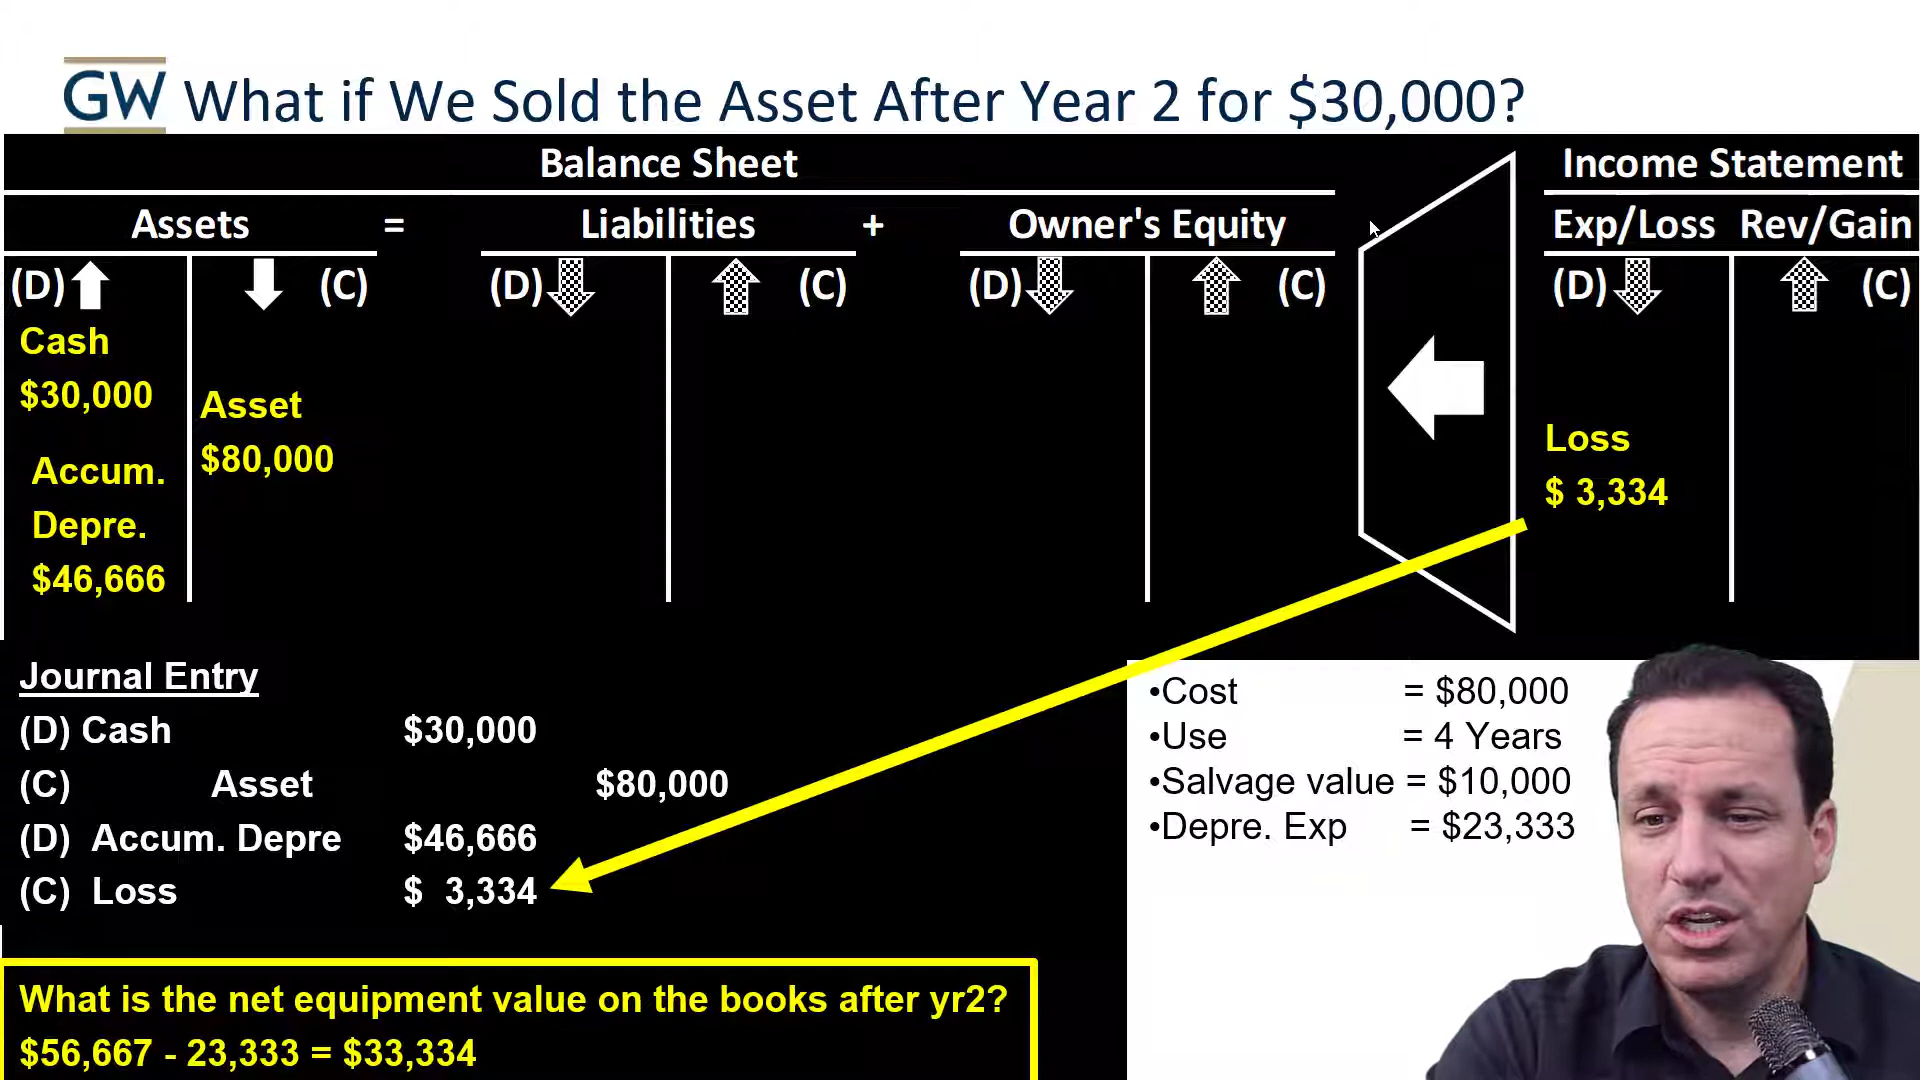 GW What if We Sold the Asset After Year 2 for $30,000?
Balance Sheet
Income Statement
Assets = Liabilities + Owner's Equity
Exp/Loss Rev/Gain
(D) (C) (D) (C) (D) (C) (D) (C)
Cash
$30,000
Accum.
Depre.
$46,666
Asset
$80,000
Loss
$ 3,334
Journal Entry
(D) Cash $30,000
(C) Asset $80,000
(D) Accum. Depre $46,666
(C) Loss $ 3,334
•Cost = $80,000
•Use = 4 Years
•Salvage value = $10,000
•Depre. Exp = $23,333
What is the net equipment value on the books after yr2?
$56,667 - 23,333 = $33,334